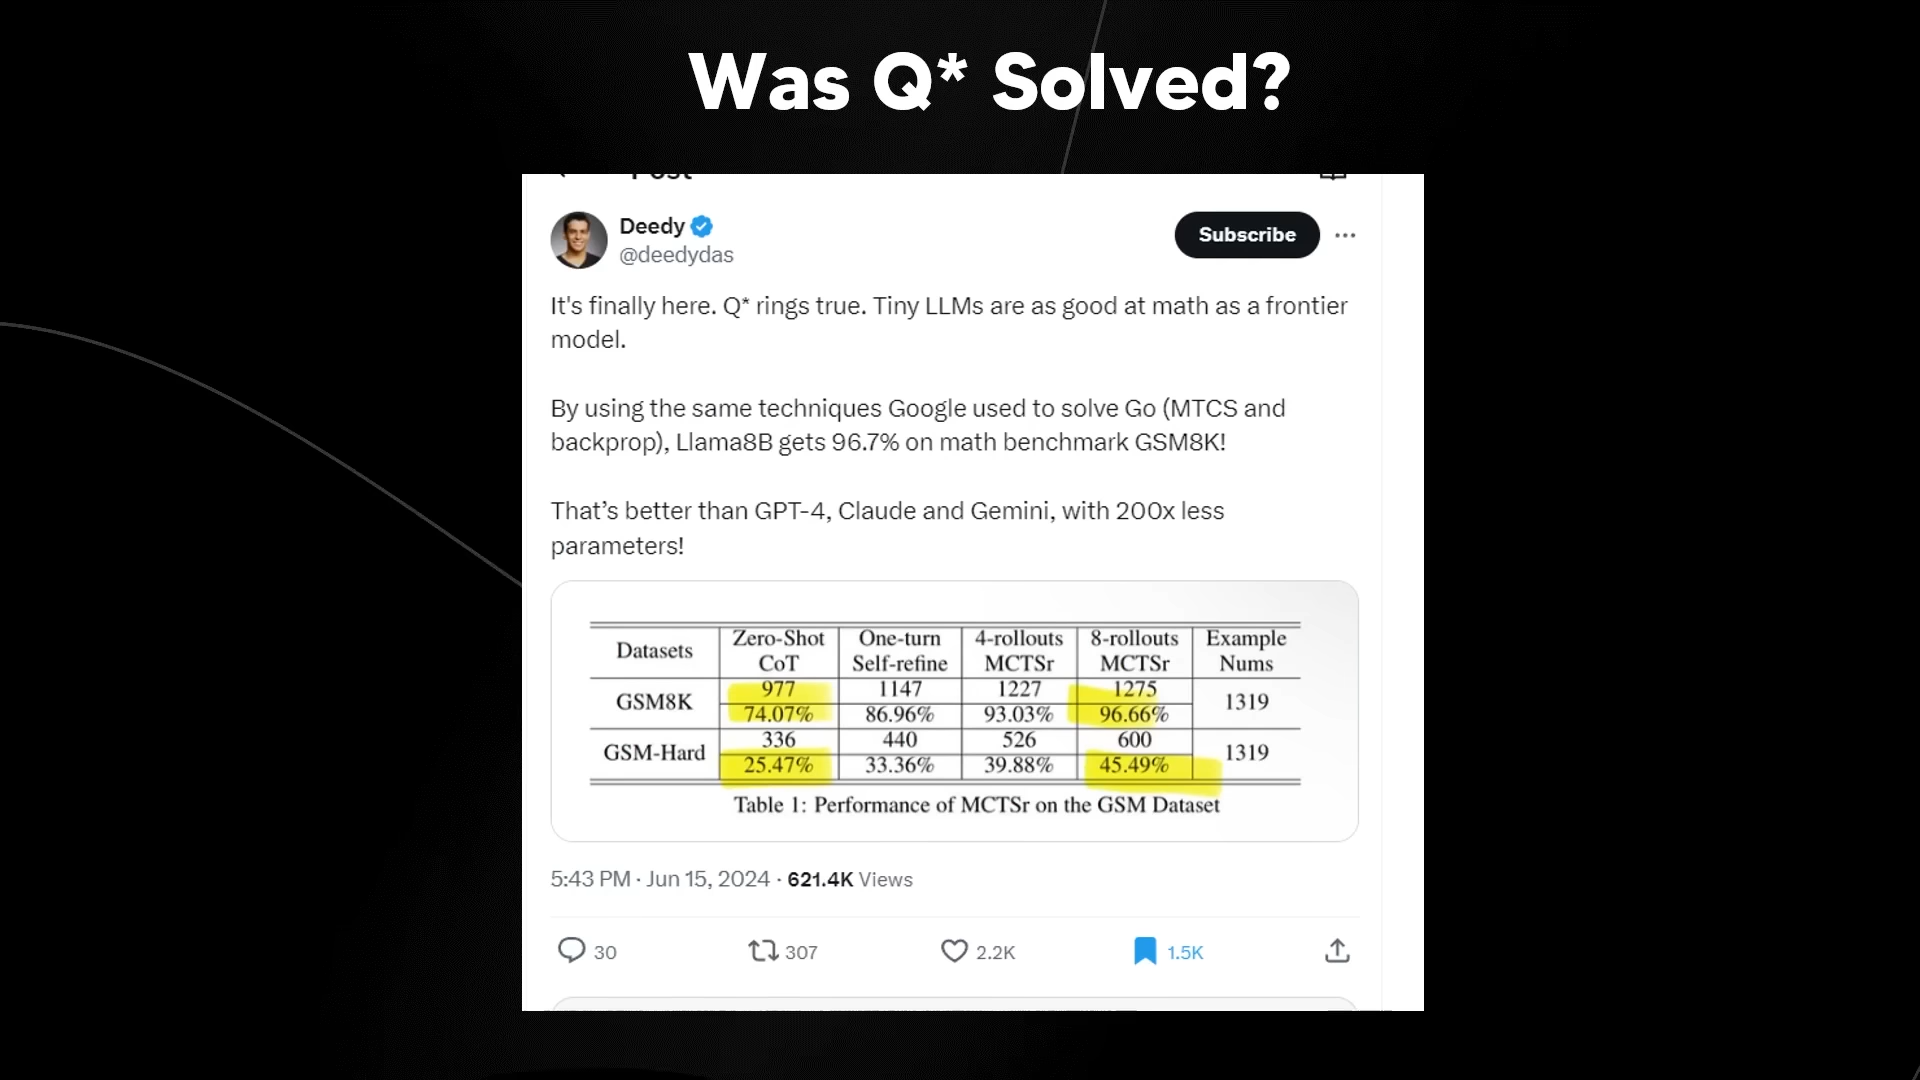 Was Q* Solved?
Post
Deedy
@deedydas
Subscribe
It's finally here. Q* rings true. Tiny LLMs are as good at math as a frontier
model.
By using the same techniques Google used to solve Go (MTCS and
backprop), Llama8B gets 96.7% on math benchmark GSM8K!
That’s better than GPT-4, Claude and Gemini, with 200x less
parameters!
Datasets Zero-Shot CoT One-turn Self-refine 4-rollouts MCTSr 8-rollouts MCTSr Example Nums
GSM8K 977 1147 1227 1275 1319
74.07% 86.96% 93.03% 96.66%
GSM-Hard 336 440 526 600 1319
25.47% 33.36% 39.88% 45.49%
Table 1: Performance of MCTSr on the GSM Dataset
5:43 PM · Jun 15, 2024 · 621.4K Views
30 307 2.2K 1.5K